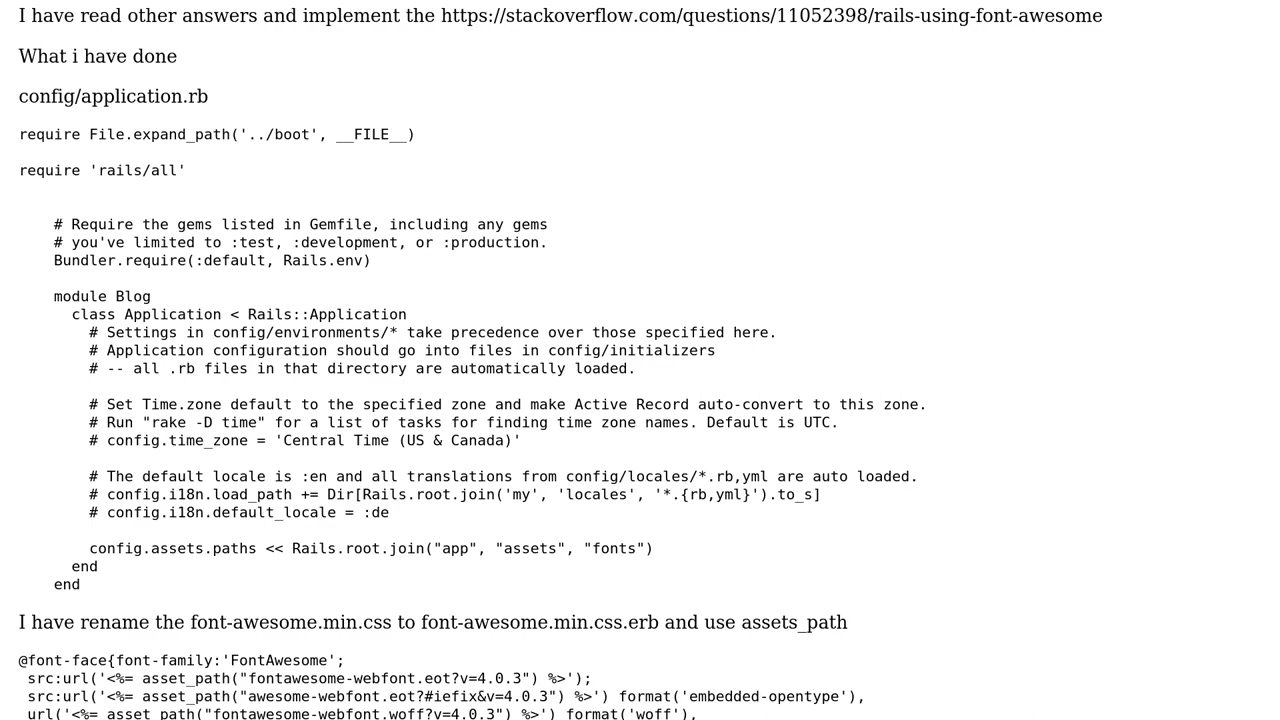 I have read other answers and implement the https://stackoverflow.com/questions/11052398/rails-using-font-awesome
What i have done
config/application.rb
require File.expand_path('../boot', __FILE__)
require 'rails/all'
# Require the gems listed in Gemfile, including any gems
# you've limited to :test, :development, or :production.
Bundler.require(:default, Rails.env)
module Blog
class Application < Rails::Application
# Settings in config/environments/* take precedence over those specified here.
# Application configuration should go into files in config/initializers
# -- all .rb files in that directory are automatically loaded.
# Set Time.zone default to the specified zone and make Active Record auto-convert to this zone.
# Run "rake -D time" for a list of tasks for finding time zone names. Default is UTC.
# config.time_zone = 'Central Time (US & Canada)'
# The default locale is :en and all translations from config/locales/*.rb,yml are auto loaded.
# config.i18n.load_path += Dir[Rails.root.join('my', 'locales', '*.{rb,yml}').to_s]
# config.i18n.default_locale = :de
config.assets.paths << Rails.root.join("app", "assets", "fonts")
end
end
I have rename the font-awesome.min.css to font-awesome.min.css.erb and use assets_path
@font-face{font-family:'FontAwesome';
src:url('<%= asset_path("fontawesome-webfont.eot?v=4.0.3") %>');
src:url('<%= asset_path("awesome-webfont.eot?#iefix&v=4.0.3") %>') format('embedded-opentype'),
url('<%= asset_path("fontawesome-webfont.woff?v=4.0.3") %>') format('woff'),